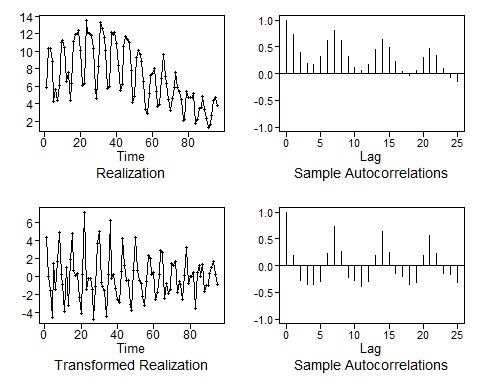 14
12
10
8
6
4
2
0 20 40 60 80
Time
Realization
1.0
0.5
0.0
-0.5
-1.0
0 5 10 15 20 25
Lag
Sample Autocorrelations
6
4
2
0
-2
-4
0 20 40 60 80
Time
Transformed Realization
1.0
0.5
0.0
-0.5
-1.0
0 5 10 15 20 25
Lag
Sample Autocorrelations